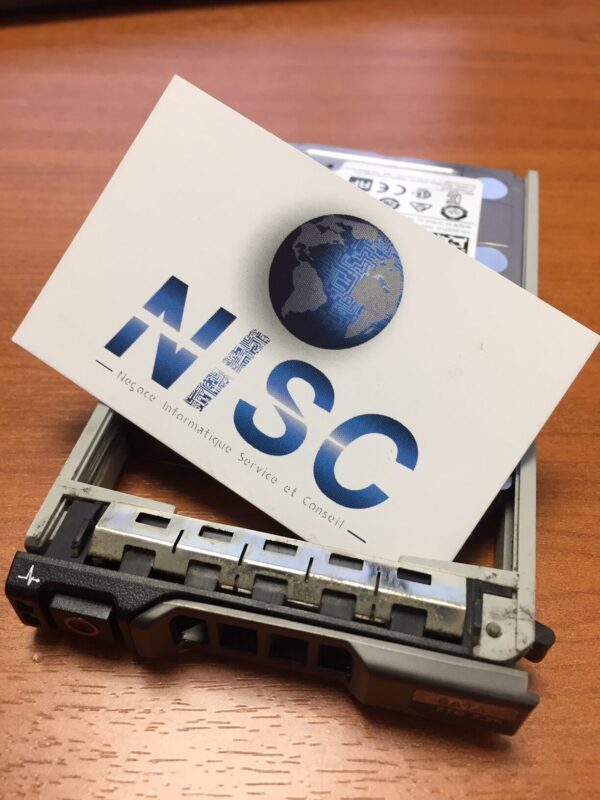 NISC
Negoce Informatique Service et Conseil
SATA